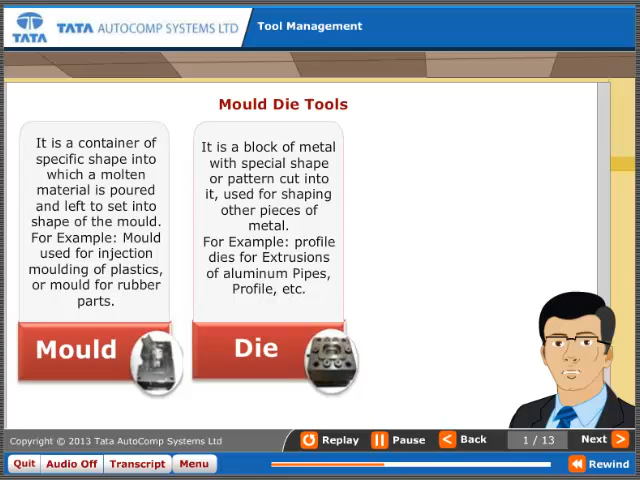 TATA
TATA AUTOCOMP SYSTEMS LTD
Tool Management
Mould Die Tools
It is a container of
specific shape into
which a molten
material is poured
and left to set into
shape of the mould.
For Example: Mould
used for injection
moulding of plastics,
or mould for rubber
parts.
Mould
It is a block of metal
with special shape
or pattern cut into
it, used for shaping
other pieces of
metal.
For Example: profile
dies for Extrusions
of aluminum Pipes,
Profile, etc.
Die
Copyright © 2013 Tata AutoComp Systems Ltd
Replay
Pause
< Back
1 / 13
Next >
Quit
Audio Off
Transcript
Menu
Rewind